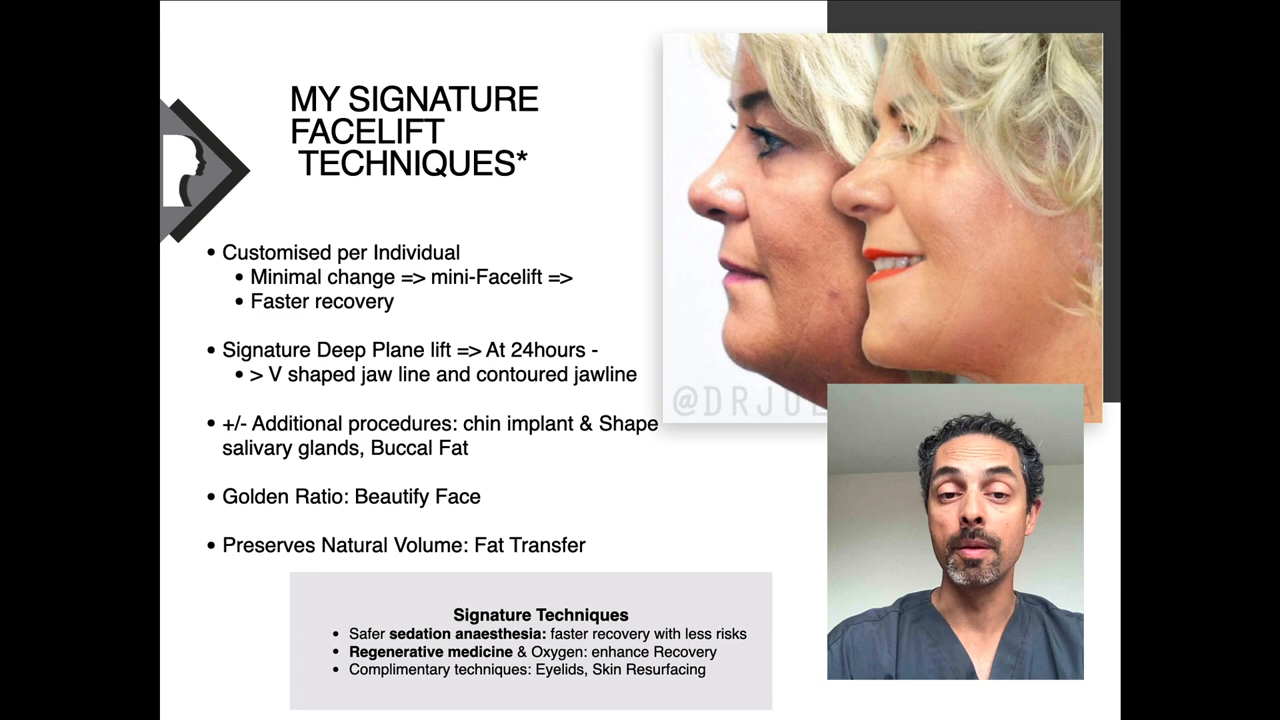 MY SIGNATURE
FACELIFT
TECHNIQUES*
• Customised per Individual
• Minimal change => mini-Facelift =>
• Faster recovery
• Signature Deep Plane lift => At 24hours -
• > V shaped jaw line and contoured jawline
• +/- Additional procedures: chin implant & Shape
salivary glands, Buccal Fat
• Golden Ratio: Beautify Face
• Preserves Natural Volume: Fat Transfer
Signature Techniques
• Safer sedation anaesthesia: faster recovery with less risks
• Regenerative medicine & Oxygen: enhance Recovery
• Complimentary techniques: Eyelids, Skin Resurfacing
@DRJU